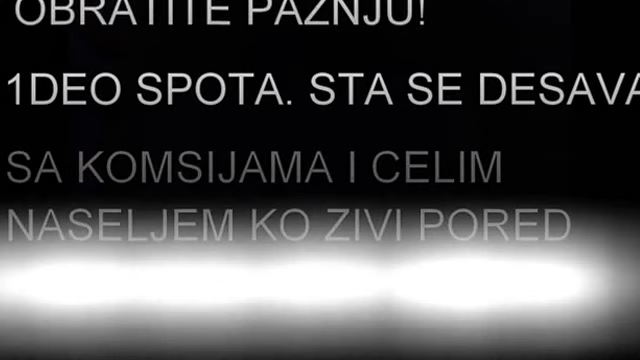 OBRATITE PAZNJU!
1DEO SPOTA. STA SE DESAVA
SA KOMSIJAMA I CELIM
NASELJEM KO ZIVI PORED